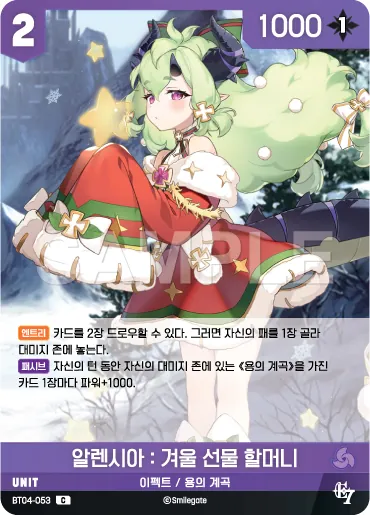 2
1000 1
SAMPLE
엔트리 카드를 2장 드로우할 수 있다. 그러면 자신의 패를 1장 골라
대미지 존에 놓는다.
패시브 자신의 턴 동안 자신의 대미지 존에 있는 《용의 계곡》을 가진
카드 1장마다 파워+1000.
알렌시아 : 겨울 선물 할머니
UNIT 이펙트 / 용의 계곡
BT04-053 C ©Smilegate E7